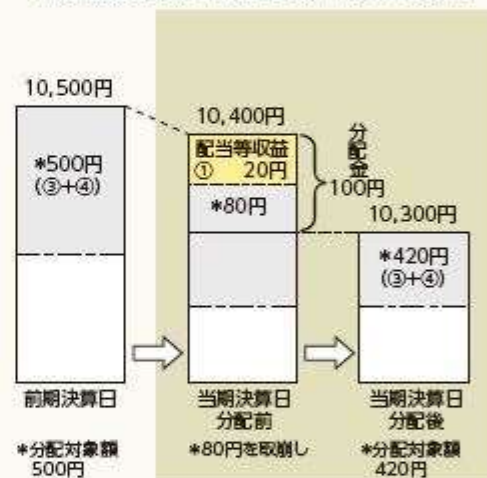 10,500円
*500円
(③+④)
前期決算日
*分配対象額
500円
10,400円
配当等収益
① 20円
*80円
分配金
100円
当期決算日
分配前
*80円を取崩し
10,300円
*420円
(③+④)
当期決算日
分配後
*分配対象額
420円